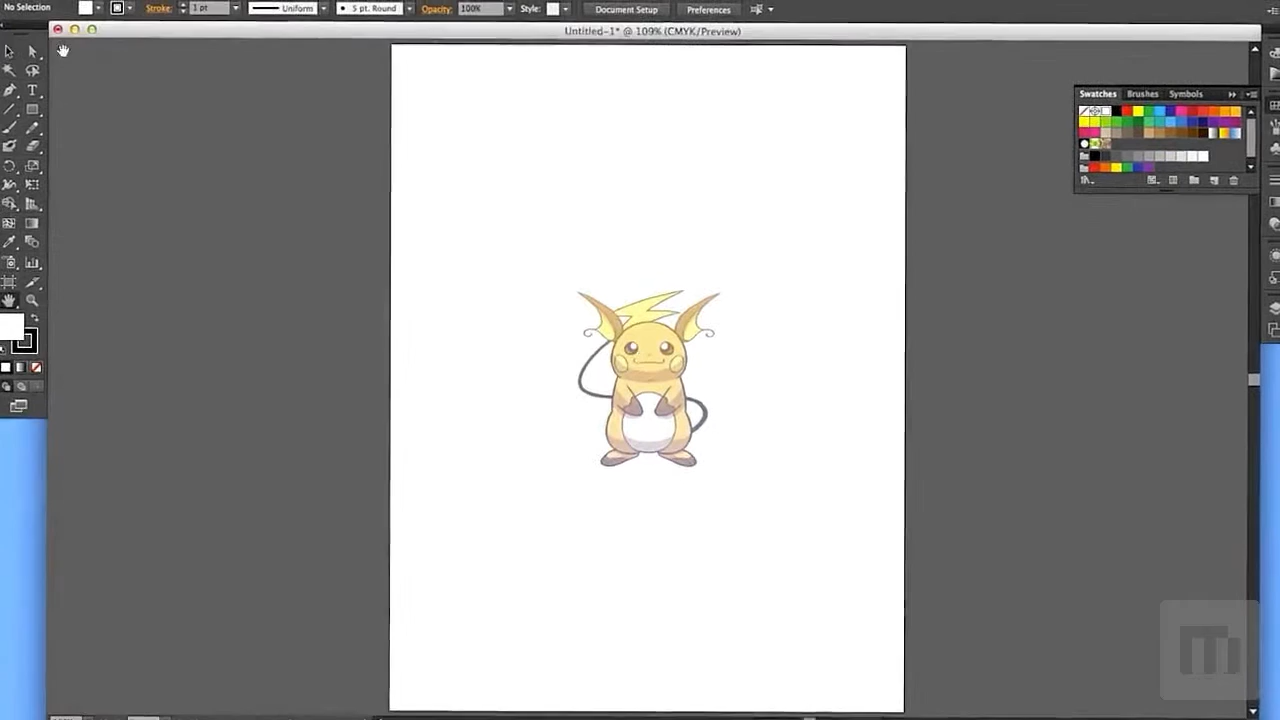 No Selection Stroke: 1 pt Uniform 5 pt. Round Opacity: 100% Style: Document Setup Preferences
Untitled-1* @ 109% (CMYK/Preview)
Swatches Brushes Symbols